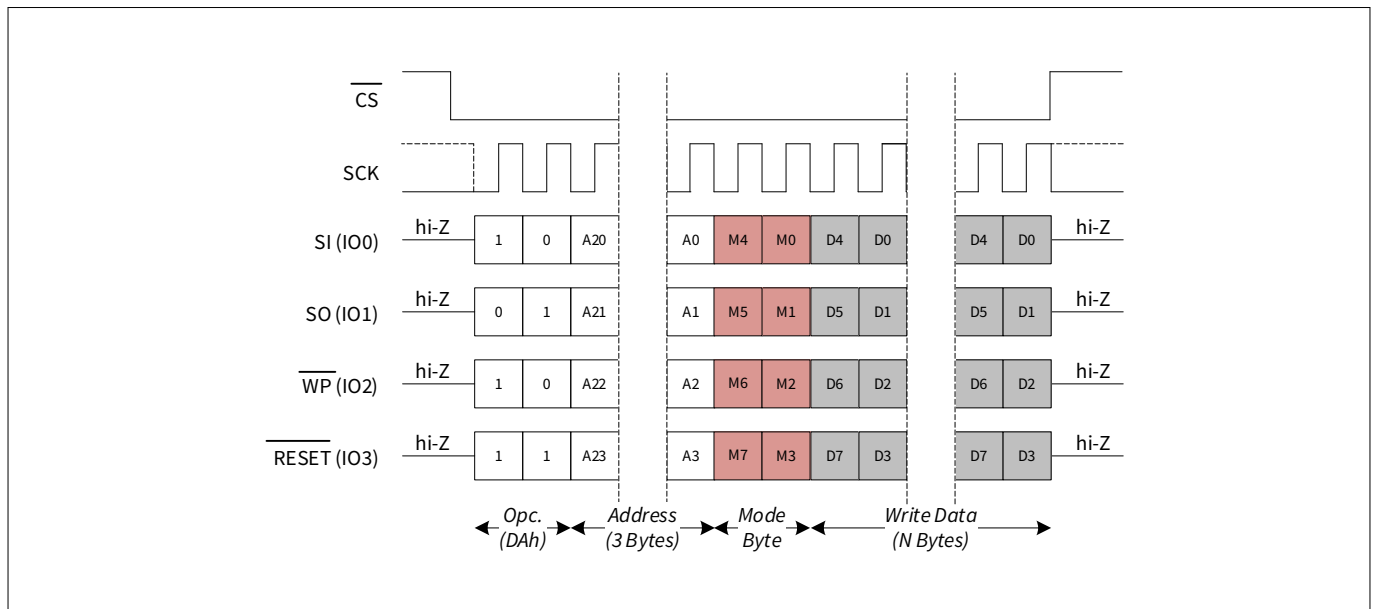 CS
SCK
SI (IO0) hi-Z 1 0 A20 A0 M4 M0 D4 D0 D4 D0 hi-Z
SO (IO1) hi-Z 0 1 A21 A1 M5 M1 D5 D1 D5 D1 hi-Z
WP (IO2) hi-Z 1 0 A22 A2 M6 M2 D6 D2 D6 D2 hi-Z
RESET (IO3) hi-Z 1 1 A23 A3 M7 M3 D7 D3 D7 D3 hi-Z
Opc. Address Mode Write Data
(DAh) (3 Bytes) Byte (N Bytes)